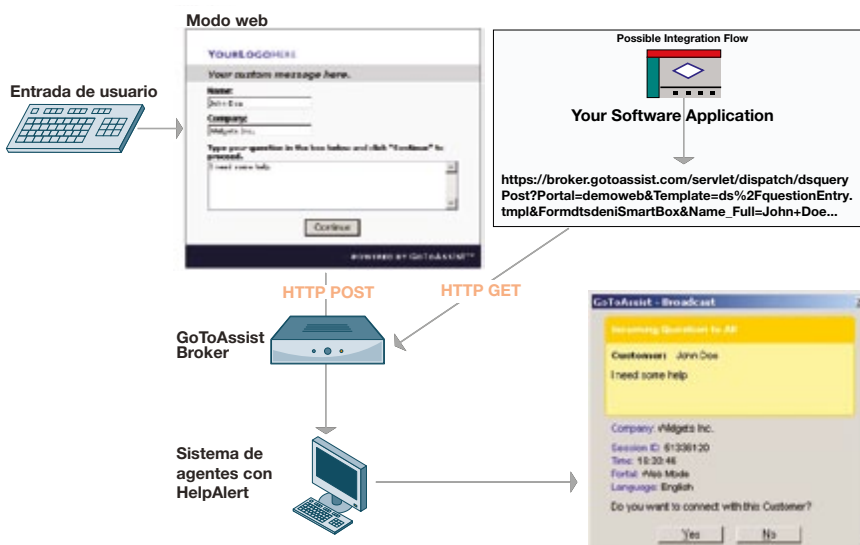 Modo web
YOURLOGOHERE
Your custom message here.
Name:
John Doe
Company:
Widgets Inc.
Type your question in the box below and click "Continue" to
proceed.
I need some help
Continue
POWERED BY GOTOASSIST™
Entrada de usuario
Possible Integration Flow
Your Software Application
https://broker.gotoassist.com/servlet/dispatch/dsquery
Post?Portal=demoweb&Template=ds%2FquestionEntry.
tmpl&FormdtsdeniSmartBox&Name_Full=John+Doe...
HTTP POST
HTTP GET
GoToAssist
Broker
Sistema de
agentes con
HelpAlert
GoToAssist - Broadcast
Incoming Question to All
Customer: John Doe
I need some help
Company: Widgets Inc.
Session ID: 61336120
Time: 16:30:46
Portal: Web Mode
Language: English
Do you want to connect with this Customer?
Yes
No